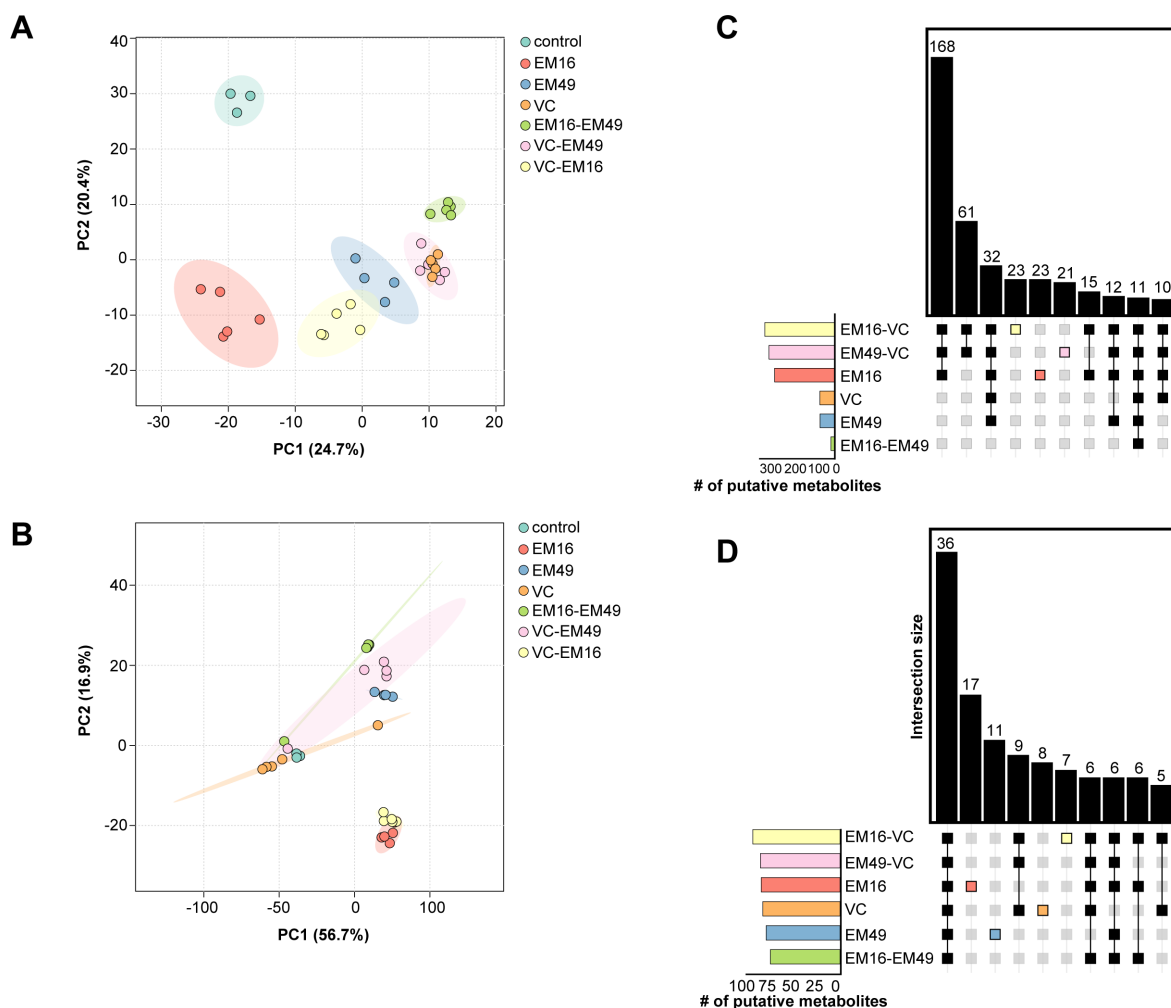 A
40
30
20
10
0
-10
-20
-30
-20
-10
0
10
20
PC1 (24.7%)
PC2 (20.4%)
control
EM16
EM49
VC
EM16-EM49
VC-EM49
VC-EM16
B
40
20
0
-20
-100
-50
0
50
100
PC1 (56.7%)
PC2 (16.9%)
control
EM16
EM49
VC
EM16-EM49
VC-EM49
VC-EM16
C
168
61
32
23
23
21
15
12
11
10
EM16-VC
EM49-VC
EM16
VC
EM49
EM16-EM49
300 200 100 0
# of putative metabolites
D
Intersection size
36
17
11
9
8
7
6
6
6
5
EM16-VC
EM49-VC
EM16
VC
EM49
EM16-EM49
100 75 50 25 0
# of putative metabolites